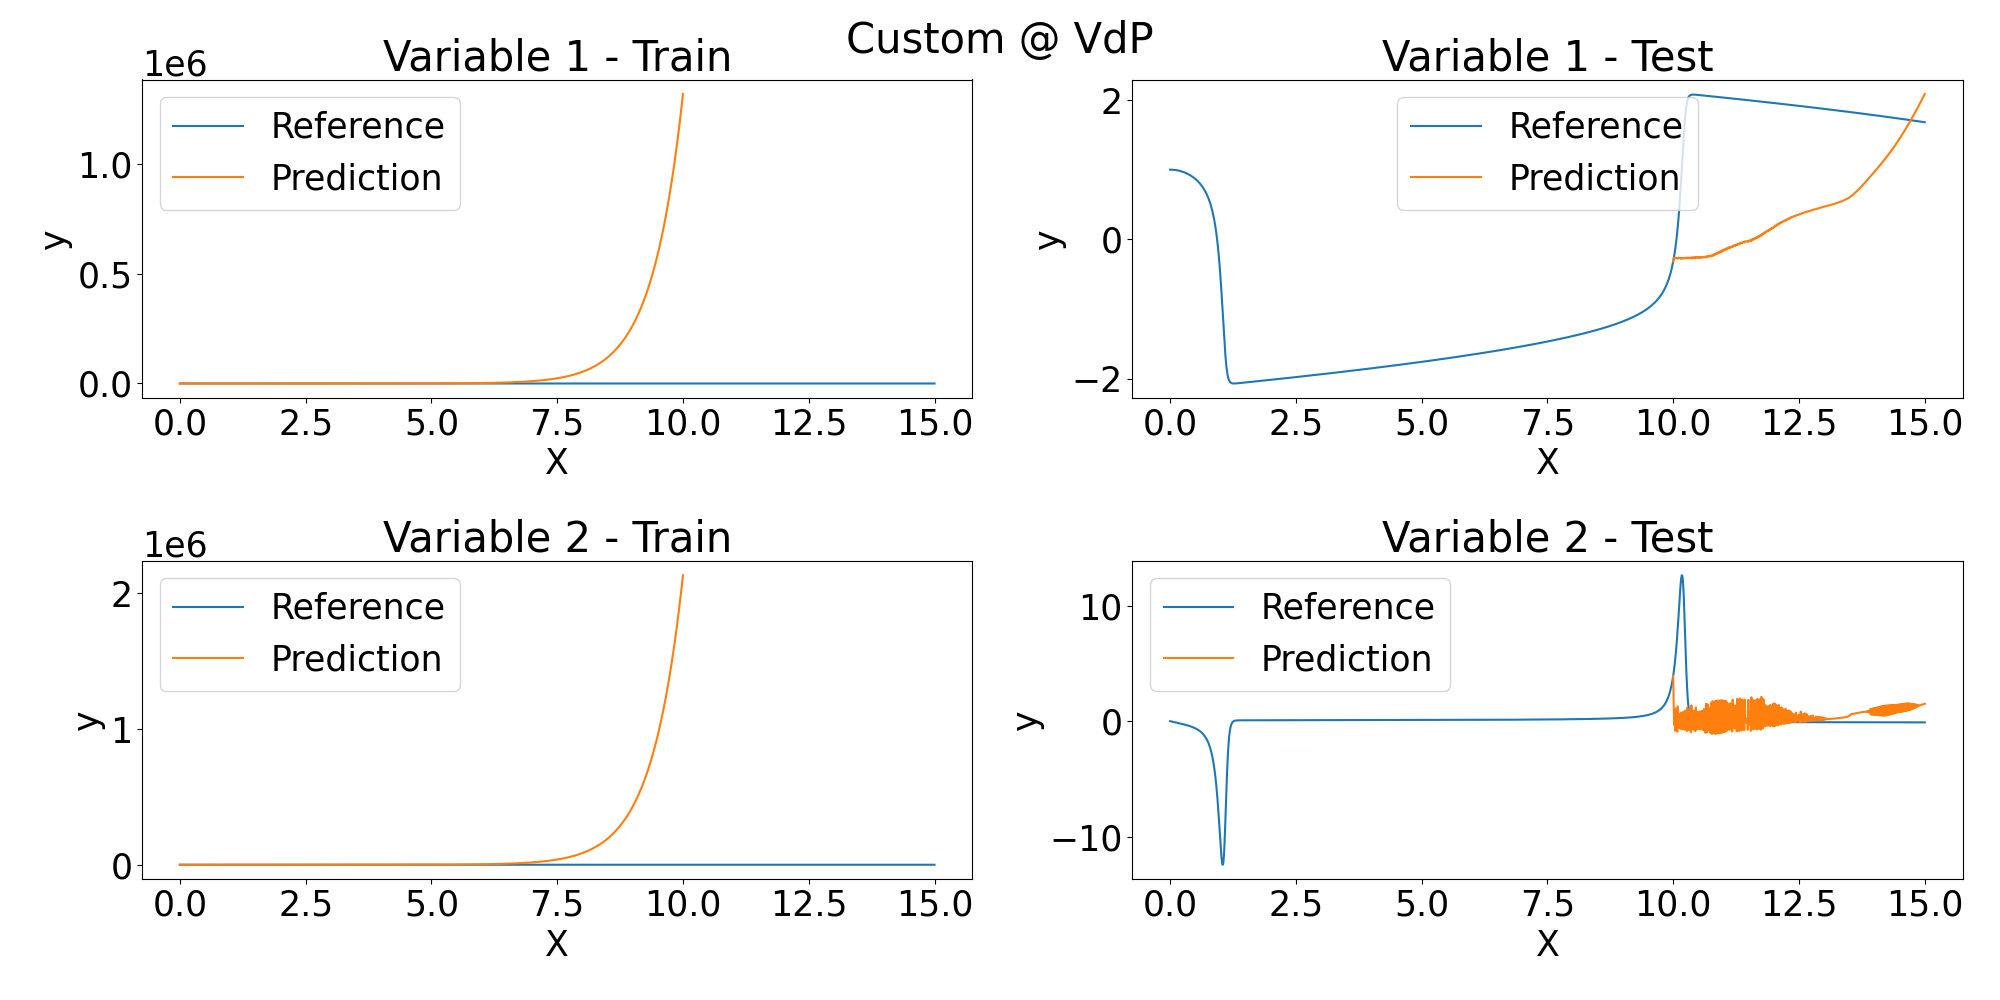 Custom @ VdP
Variable 1 - Train
1e6
Reference
Prediction
y
1.0
0.5
0.0
0.0 2.5 5.0 7.5 10.0 12.5 15.0
X
Variable 1 - Test
Reference
Prediction
y
2
0
−2
0.0 2.5 5.0 7.5 10.0 12.5 15.0
X
Variable 2 - Train
1e6
Reference
Prediction
y
2
1
0
0.0 2.5 5.0 7.5 10.0 12.5 15.0
X
Variable 2 - Test
Reference
Prediction
y
10
0
−10
0.0 2.5 5.0 7.5 10.0 12.5 15.0
X